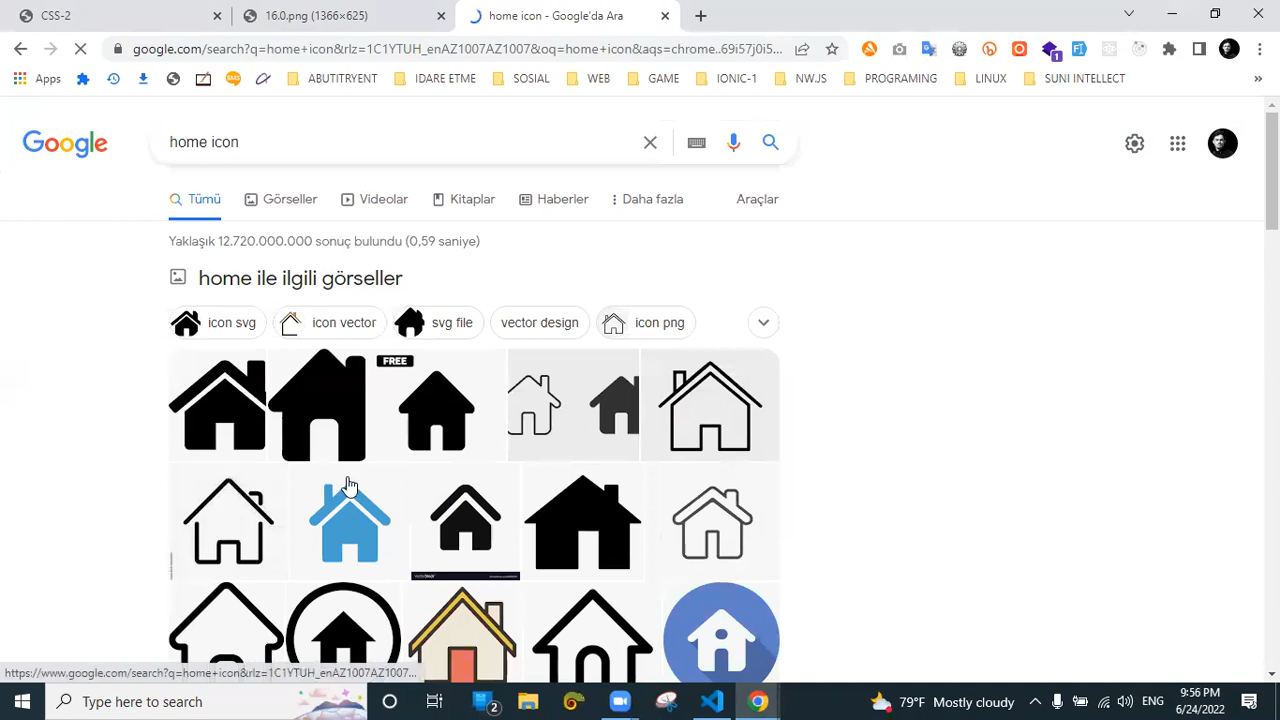 CSS-2
16.0.png (1366×625)
home icon - Google'da Ara
google.com/search?q=home+icon&rlz=1C1YTUH_enAZ1007AZ1007&oq=home+icon&aqs=chrome..69i57j0i5...
Apps
ABUTITRYENT
IDARE ETME
SOSIAL
WEB
GAME
IONIC-1
NW.JS
PROGRAMING
LINUX
SUNI INTELLECT
Google
home icon
Tümü
Görseller
Videolar
Kitaplar
Haberler
Daha fazla
Araçlar
Yaklaşık 12.720.000.000 sonuç bulundu (0,59 saniye)
home ile ilgili görseller
icon svg
icon vector
svg file
vector design
icon png
FREE
https://www.google.com/search?q=home+icon&rlz=1C1YTUH_enAZ1007AZ1007...
Type here to search
2
79°F Mostly cloudy
ENG
9:56 PM
6/24/2022